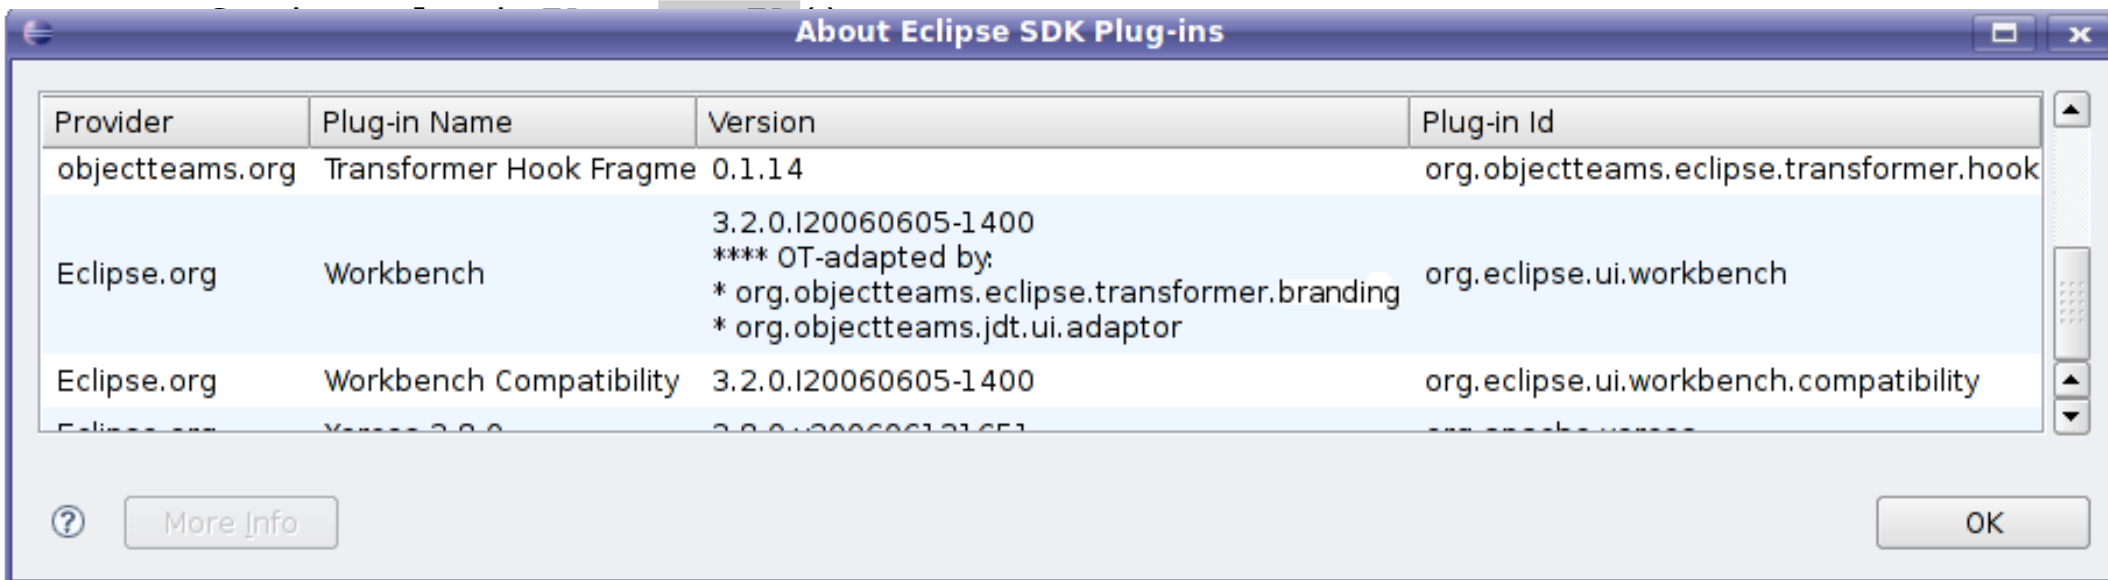 About Eclipse SDK Plug-ins
Provider Plug-in Name Version Plug-in Id
objectteams.org Transformer Hook Fragme 0.1.14 org.objectteams.eclipse.transformer.hook
3.2.0.I20060605-1400
**** OT-adapted by:
Eclipse.org Workbench org.eclipse.ui.workbench
* org.objectteams.eclipse.transformer.branding
* org.objectteams.jdt.ui.adaptor
Eclipse.org Workbench Compatibility 3.2.0.I20060605-1400 org.eclipse.ui.workbench.compatibility
More Info OK